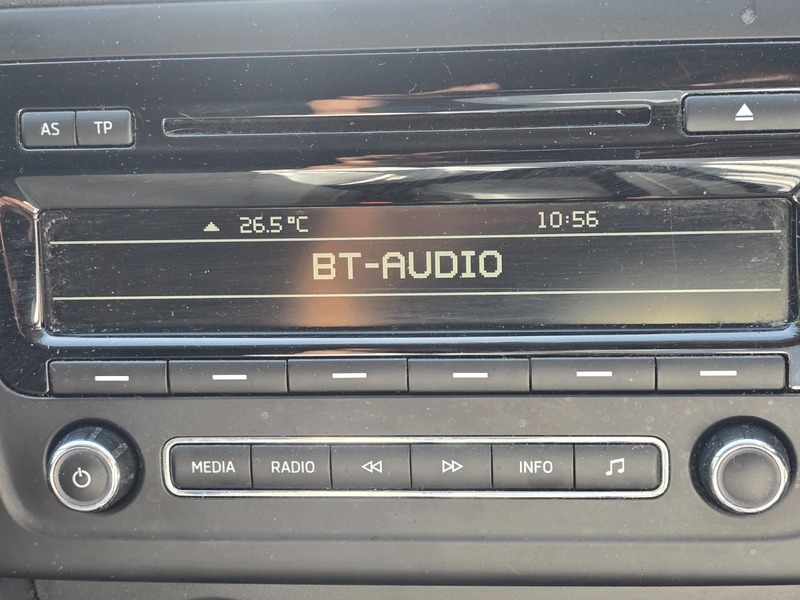 AS TP
26.5°C 10:56
BT-AUDIO
MEDIA RADIO INFO